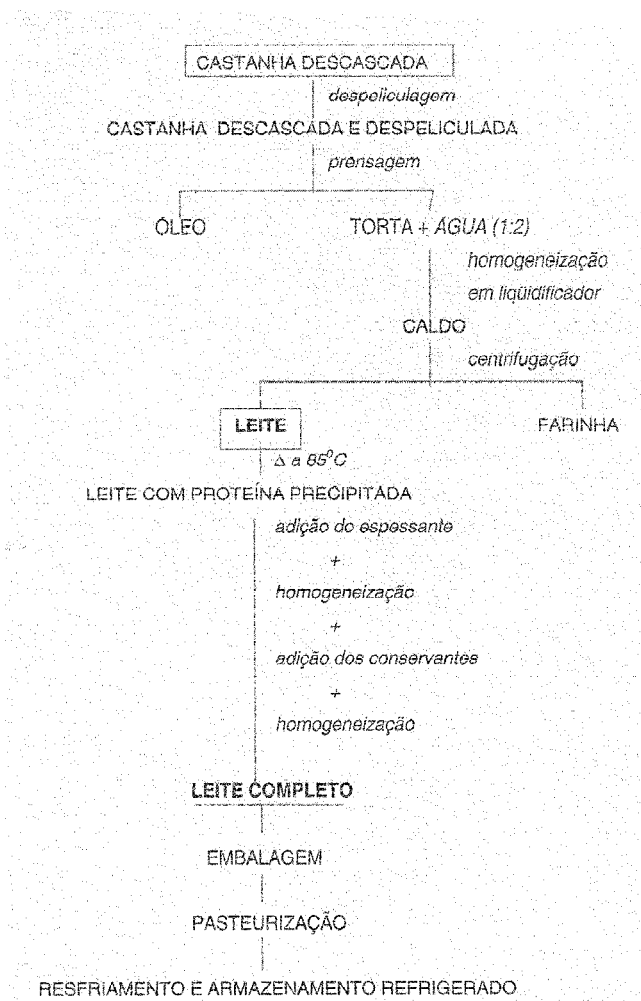 CASTANHA DESCASCADA
despeliculagem
CASTANHA DESCASCADA E DESPELICULADA
prensagem
ÓLEO
TORTA + ÁGUA (1:2)
homogeneização
em liqüidificador
CALDO
centrifugação
LEITE
FARINHA
Δ a 85⁰C
LEITE COM PROTEÍNA PRECIPITADA
adição do espessante
+
homogeneização
+
adição dos conservantes
+
homogeneização
LEITE COMPLETO
EMBALAGEM
PASTEURIZAÇÃO
RESFRIAMENTO E ARMAZENAMENTO REFRIGERADO